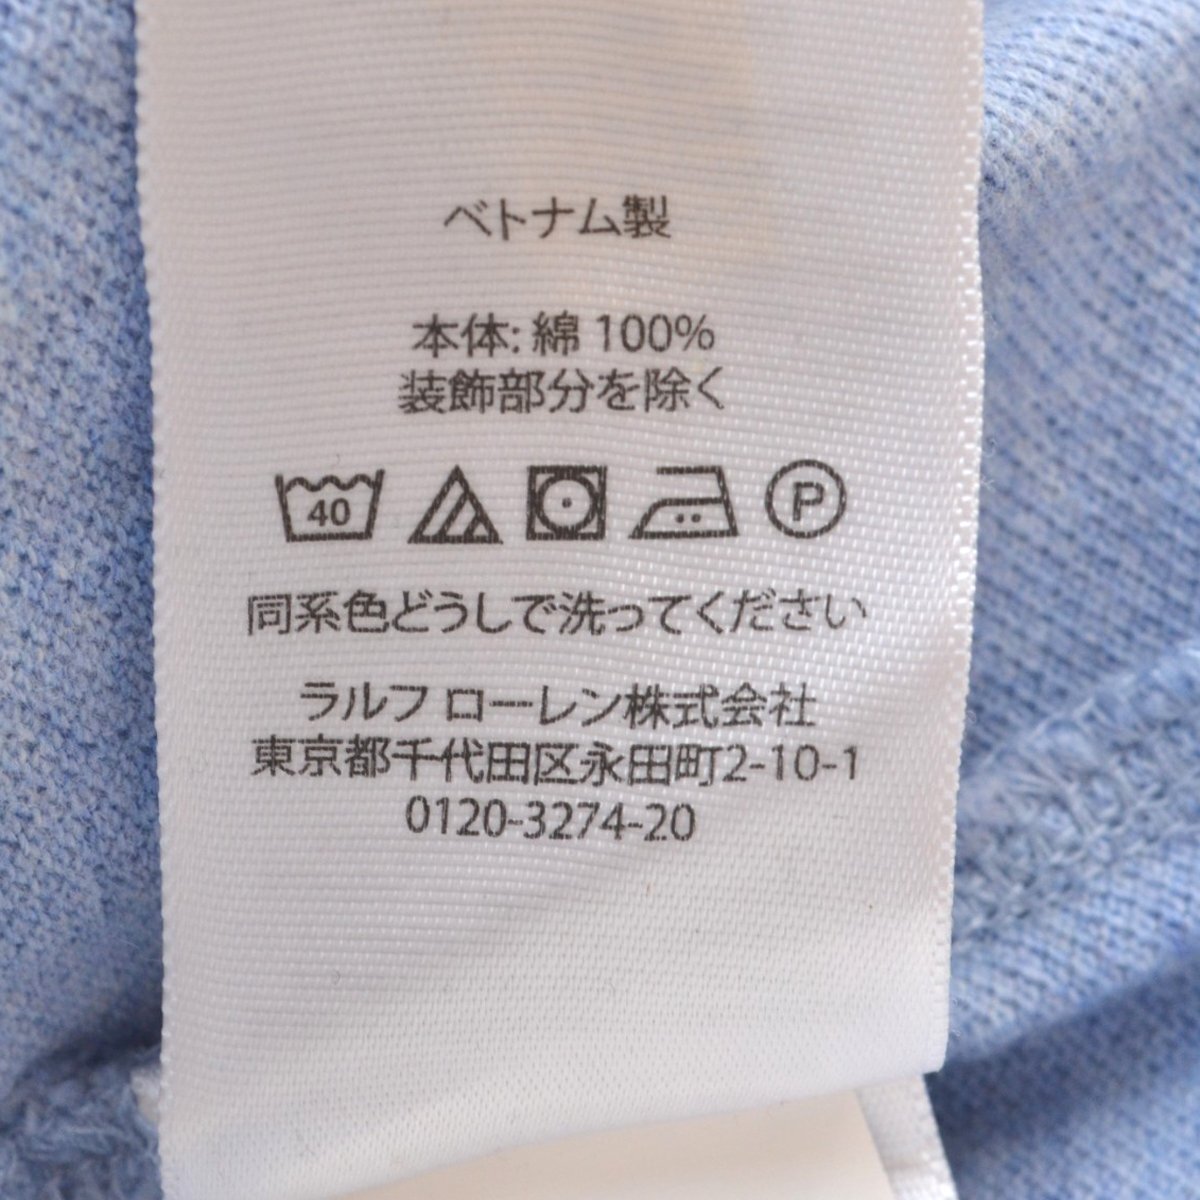 ベトナム製
本体: 綿 100%
装飾部分を除く
40 P
同系色どうしで洗ってください
ラルフ ローレン株式会社
東京都千代田区永田町2-10-1
0120-3274-20